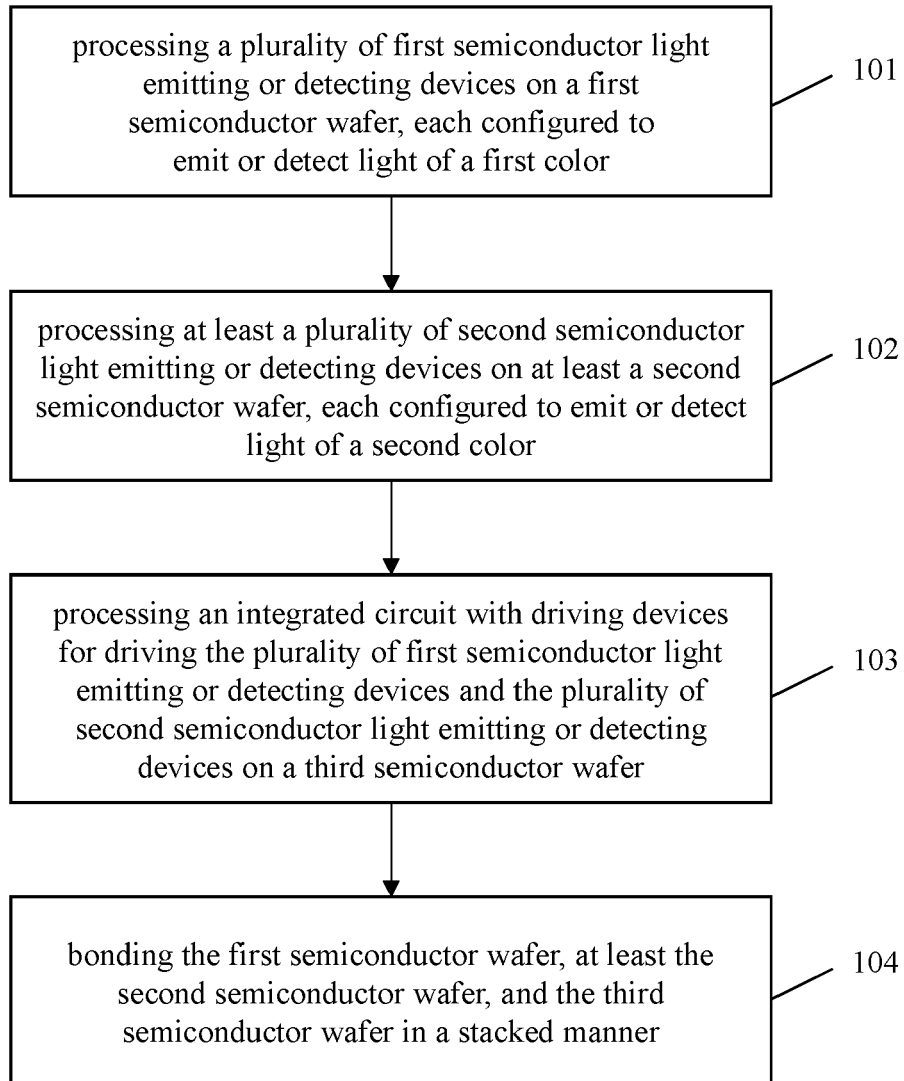 processing a plurality of first semiconductor light
emitting or detecting devices on a first
semiconductor wafer, each configured to
emit or detect light of a first color
101
processing at least a plurality of second semiconductor
light emitting or detecting devices on at least a second
semiconductor wafer, each configured to emit or detect
light of a second color
102
processing an integrated circuit with driving devices
for driving the plurality of first semiconductor light
emitting or detecting devices and the plurality of
second semiconductor light emitting or detecting
devices on a third semiconductor wafer
103
bonding the first semiconductor wafer, at least the
second semiconductor wafer, and the third
semiconductor wafer in a stacked manner
104